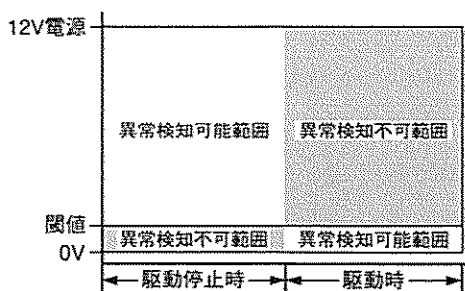 12V電源
異常検知可能範囲 異常検知不可範囲
閾値
異常検知不可範囲 異常検知可能範囲
0V
駆動停止時 駆動時